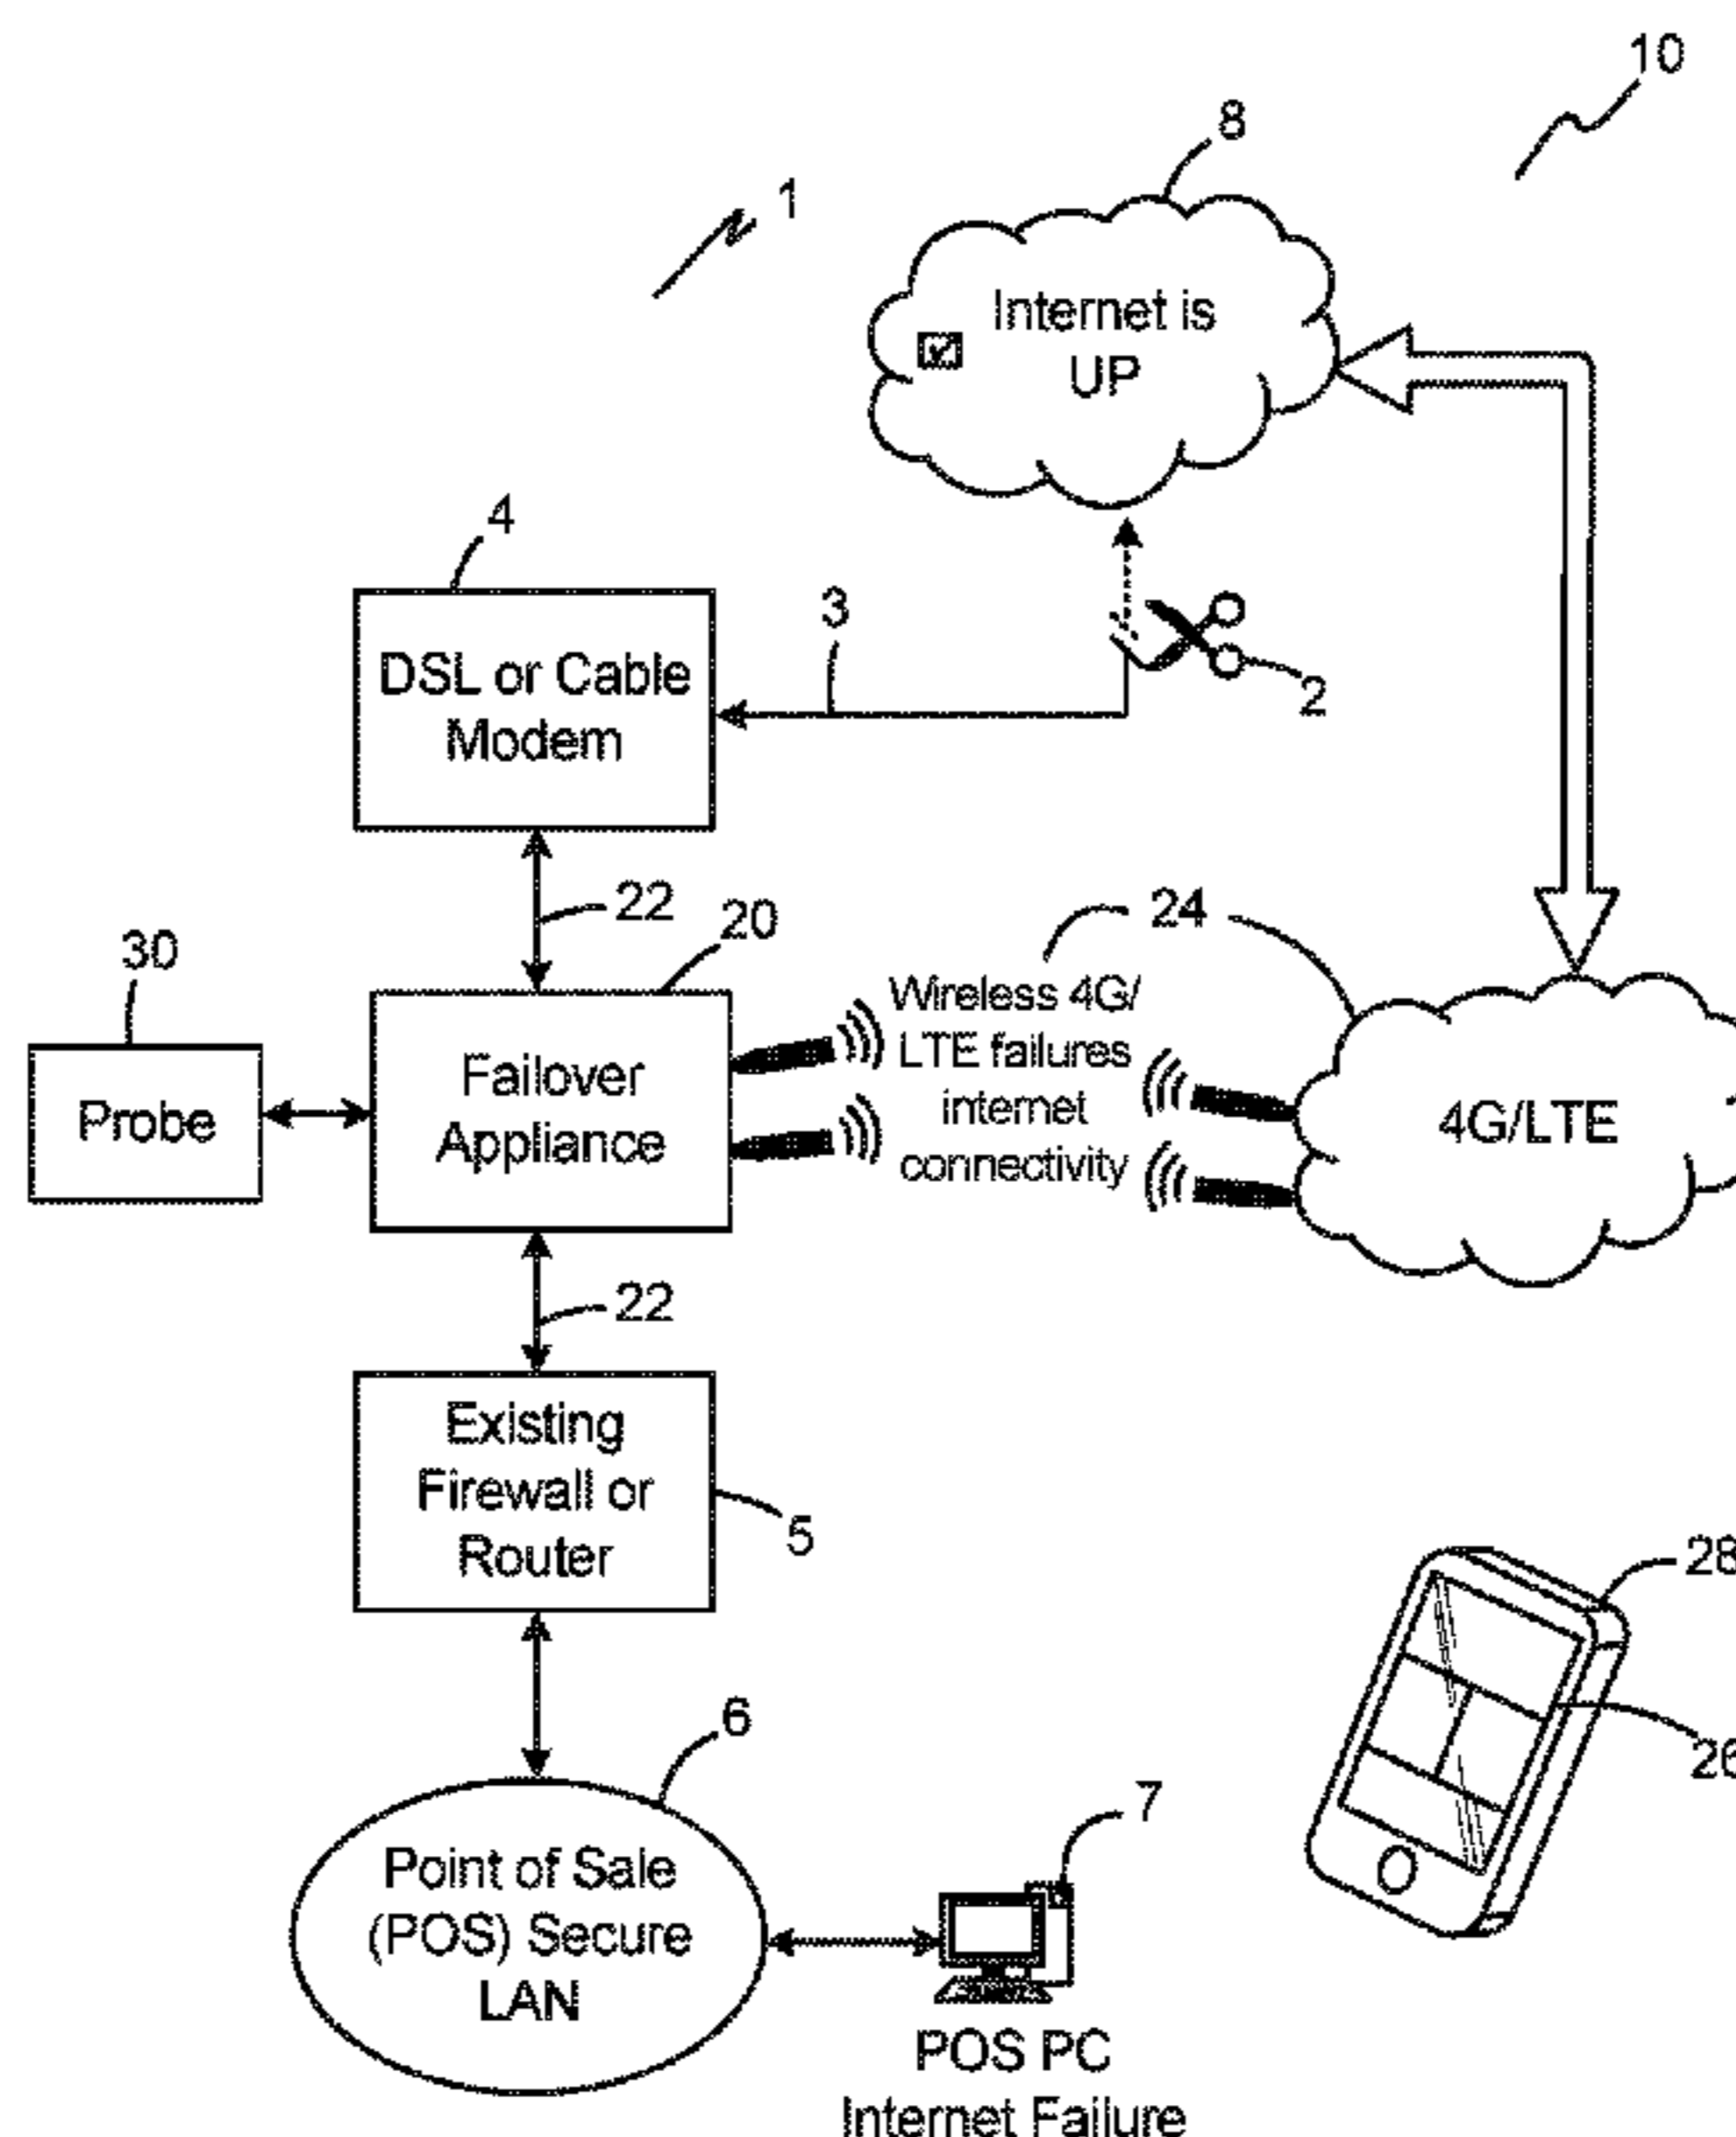 10
8
1
Internet is
UP
4
3
DSL or Cable
Modem
2
22
20
24
30
Wireless 4G/
LTE failures
internet
connectivity
Failover
Appliance
Probe
4G/LTE
22
Existing
Firewall or
Router
5
28
6
26
7
Point of Sale
(POS) Secure
LAN
POS PC
Internet Failure